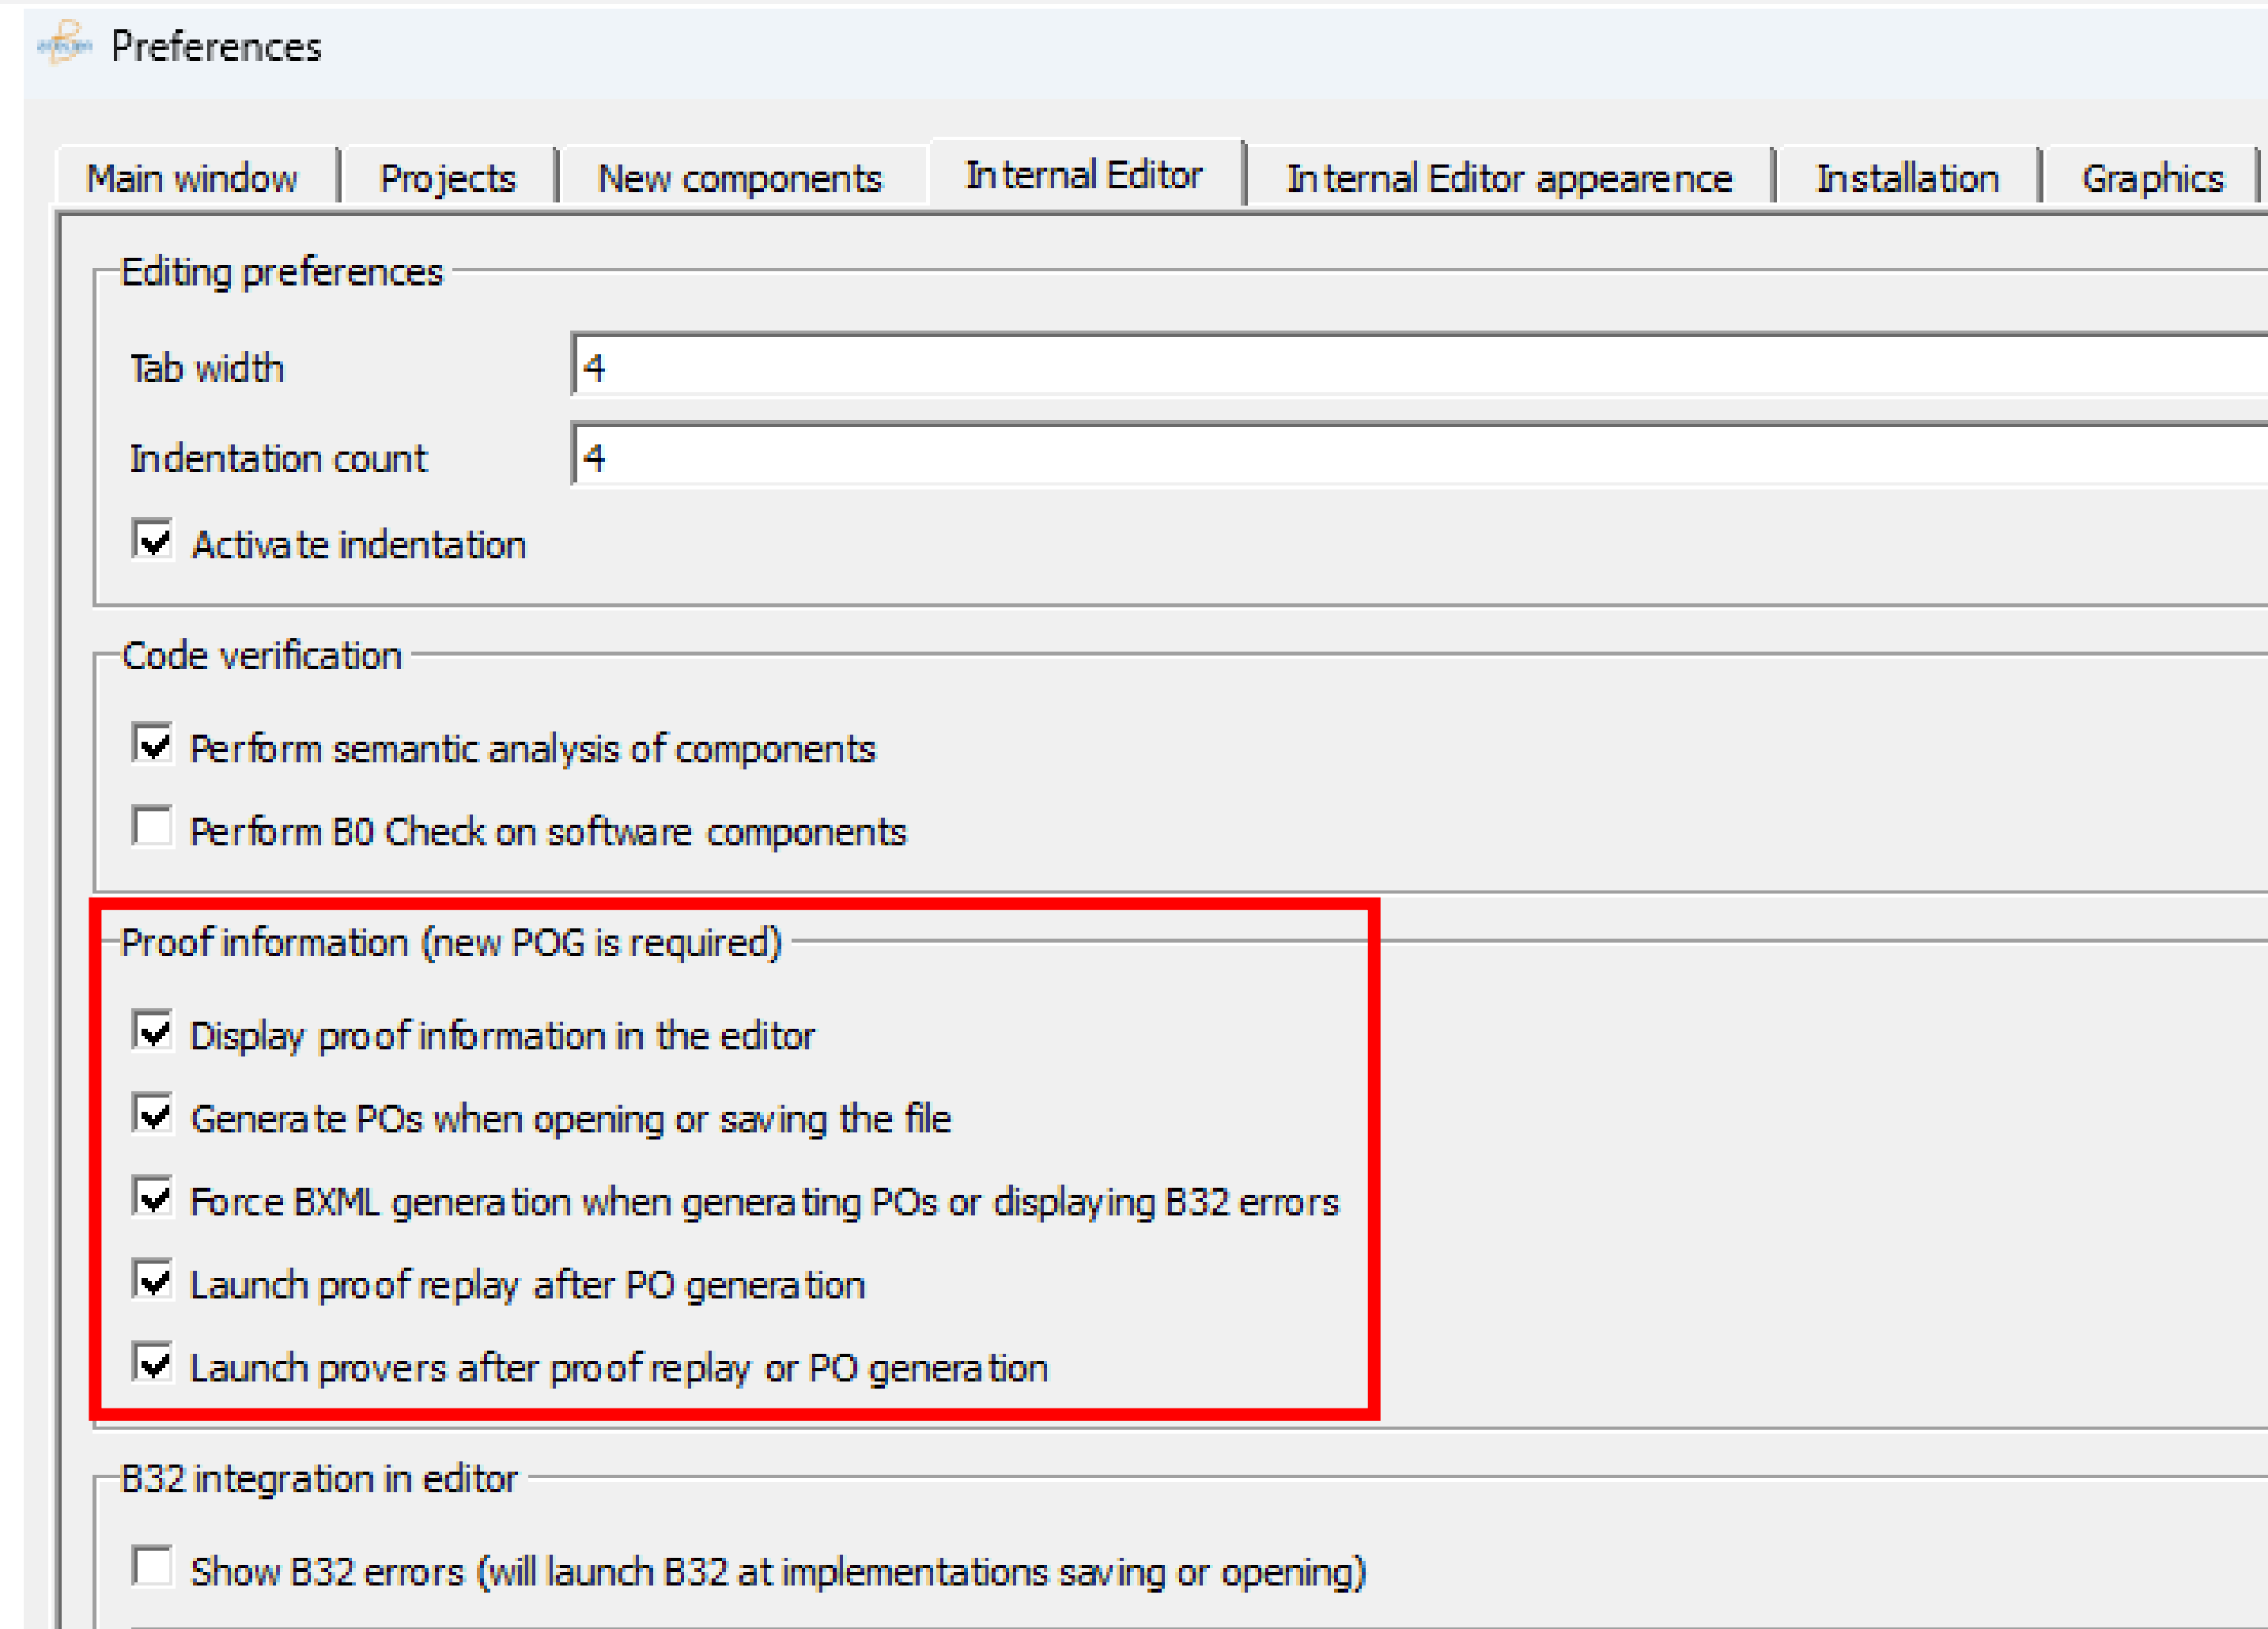 Preferences
Main window Projects New components Internal Editor Internal Editor appearence Installation Graphics
Editing preferences
Tab width 4
Indentation count 4
Activate indentation
Code verification
Perform semantic analysis of components
Perform B0 Check on software components
Proof information (new POG is required)
Display proof information in the editor
Generate POs when opening or saving the file
Force BXML generation when generating POs or displaying B32 errors
Launch proof replay after PO generation
Launch provers after proof replay or PO generation
B32 integration in editor
Show B32 errors (will launch B32 at implementations saving or opening)